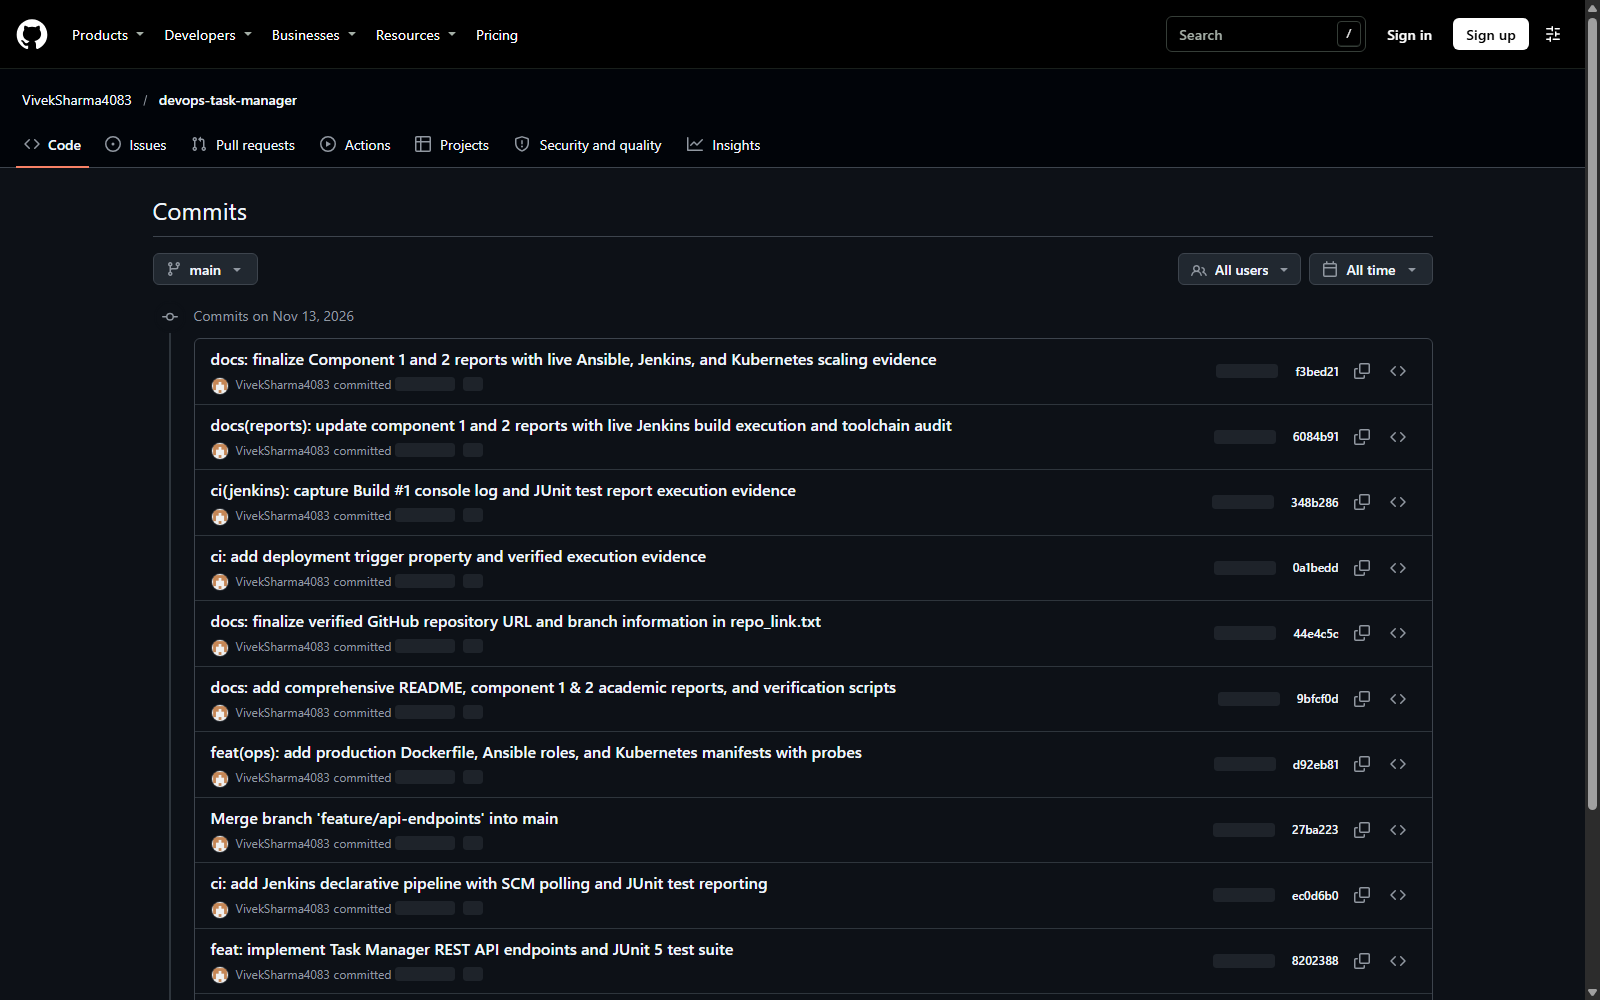 Products Developers Businesses Resources Pricing Search / Sign in Sign up
VivekSharma4083 / devops-task-manager
Code Issues Pull requests Actions Projects Security and quality Insights
Commits
main All users All time
Commits on Nov 13, 2026
docs: finalize Component 1 and 2 reports with live Ansible, Jenkins, and Kubernetes scaling evidence
VivekSharma4083 committed
f3bed21
docs(reports): update component 1 and 2 reports with live Jenkins build execution and toolchain audit
VivekSharma4083 committed
6084b91
ci(jenkins): capture Build #1 console log and JUnit test report execution evidence
VivekSharma4083 committed
348b286
ci: add deployment trigger property and verified execution evidence
VivekSharma4083 committed
0a1bedd
docs: finalize verified GitHub repository URL and branch information in repo_link.txt
VivekSharma4083 committed
44e4c5c
docs: add comprehensive README, component 1 & 2 academic reports, and verification scripts
VivekSharma4083 committed
9bfcf0d
feat(ops): add production Dockerfile, Ansible roles, and Kubernetes manifests with probes
VivekSharma4083 committed
d92eb81
Merge branch 'feature/api-endpoints' into main
VivekSharma4083 committed
27ba223
ci: add Jenkins declarative pipeline with SCM polling and JUnit test reporting
VivekSharma4083 committed
ec0d6b0
feat: implement Task Manager REST API endpoints and JUnit 5 test suite
VivekSharma4083 committed
8202388